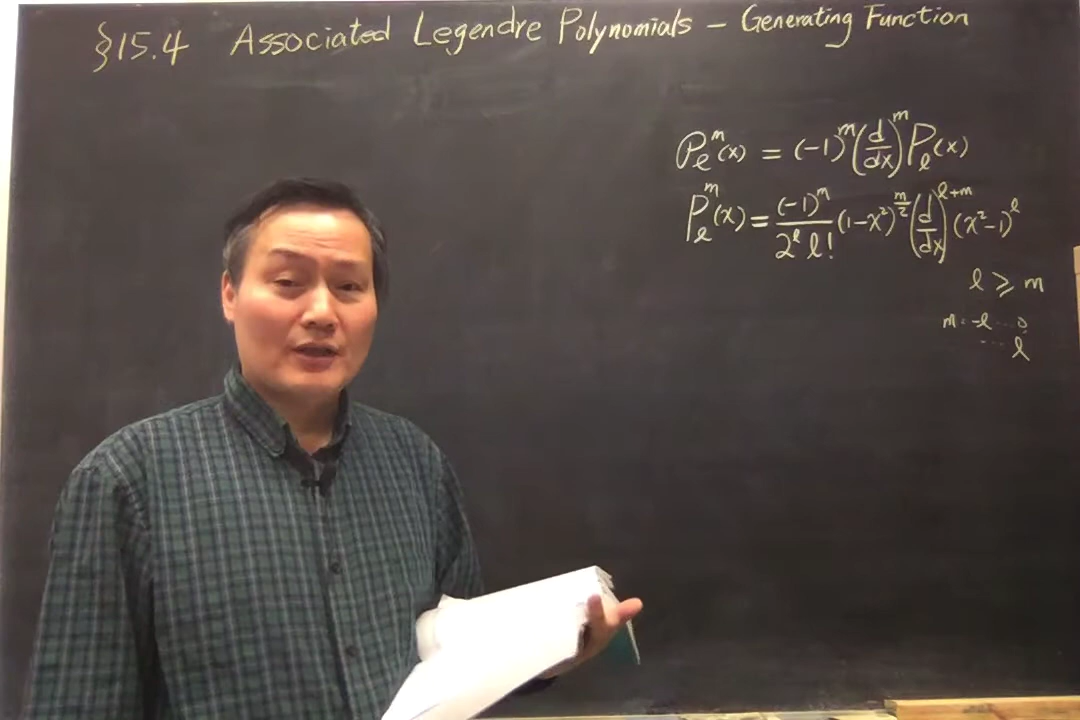 §15.4 Associated Legendre Polynomials – Generating Function
𝒫_ℓ^m(x) = (-1)^m (d/dx)^m P_ℓ(x)
P_ℓ^m(x) = (-1)^m / (2^ℓ ℓ!) (1-x²)^(m/2) (d/dx)^(ℓ+m) (x²-1)^ℓ
ℓ ⩾ m
m = -ℓ ... 0
... ℓ